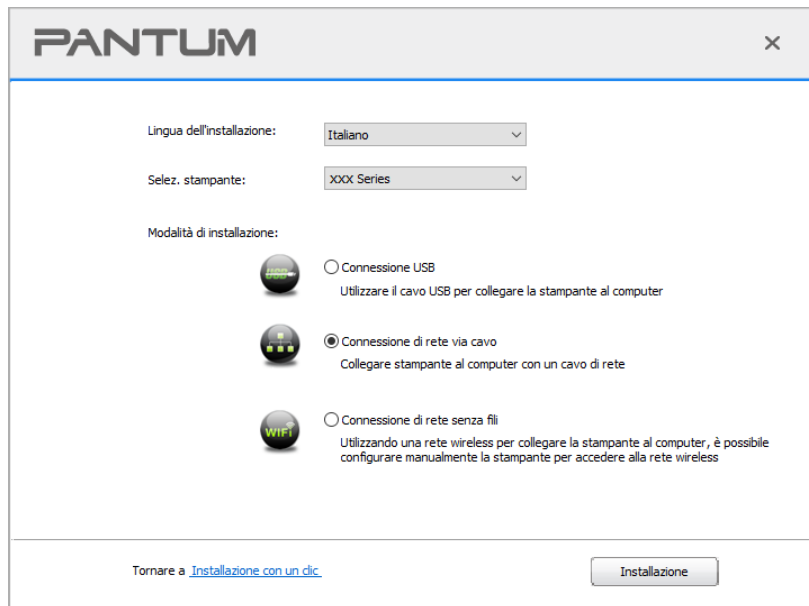 PANTUM
Lingua dell'installazione:
Italiano
Selez. stampante:
XXX Series
Modalità di installazione:
USB
Connessione USB
Utilizzare il cavo USB per collegare la stampante al computer
Connessione di rete via cavo
Collegare stampante al computer con un cavo di rete
WiFi
Connessione di rete senza fili
Utilizzando una rete wireless per collegare la stampante al computer, è possibile
configurare manualmente la stampante per accedere alla rete wireless
Tornare a Installazione con un clic
Installazione